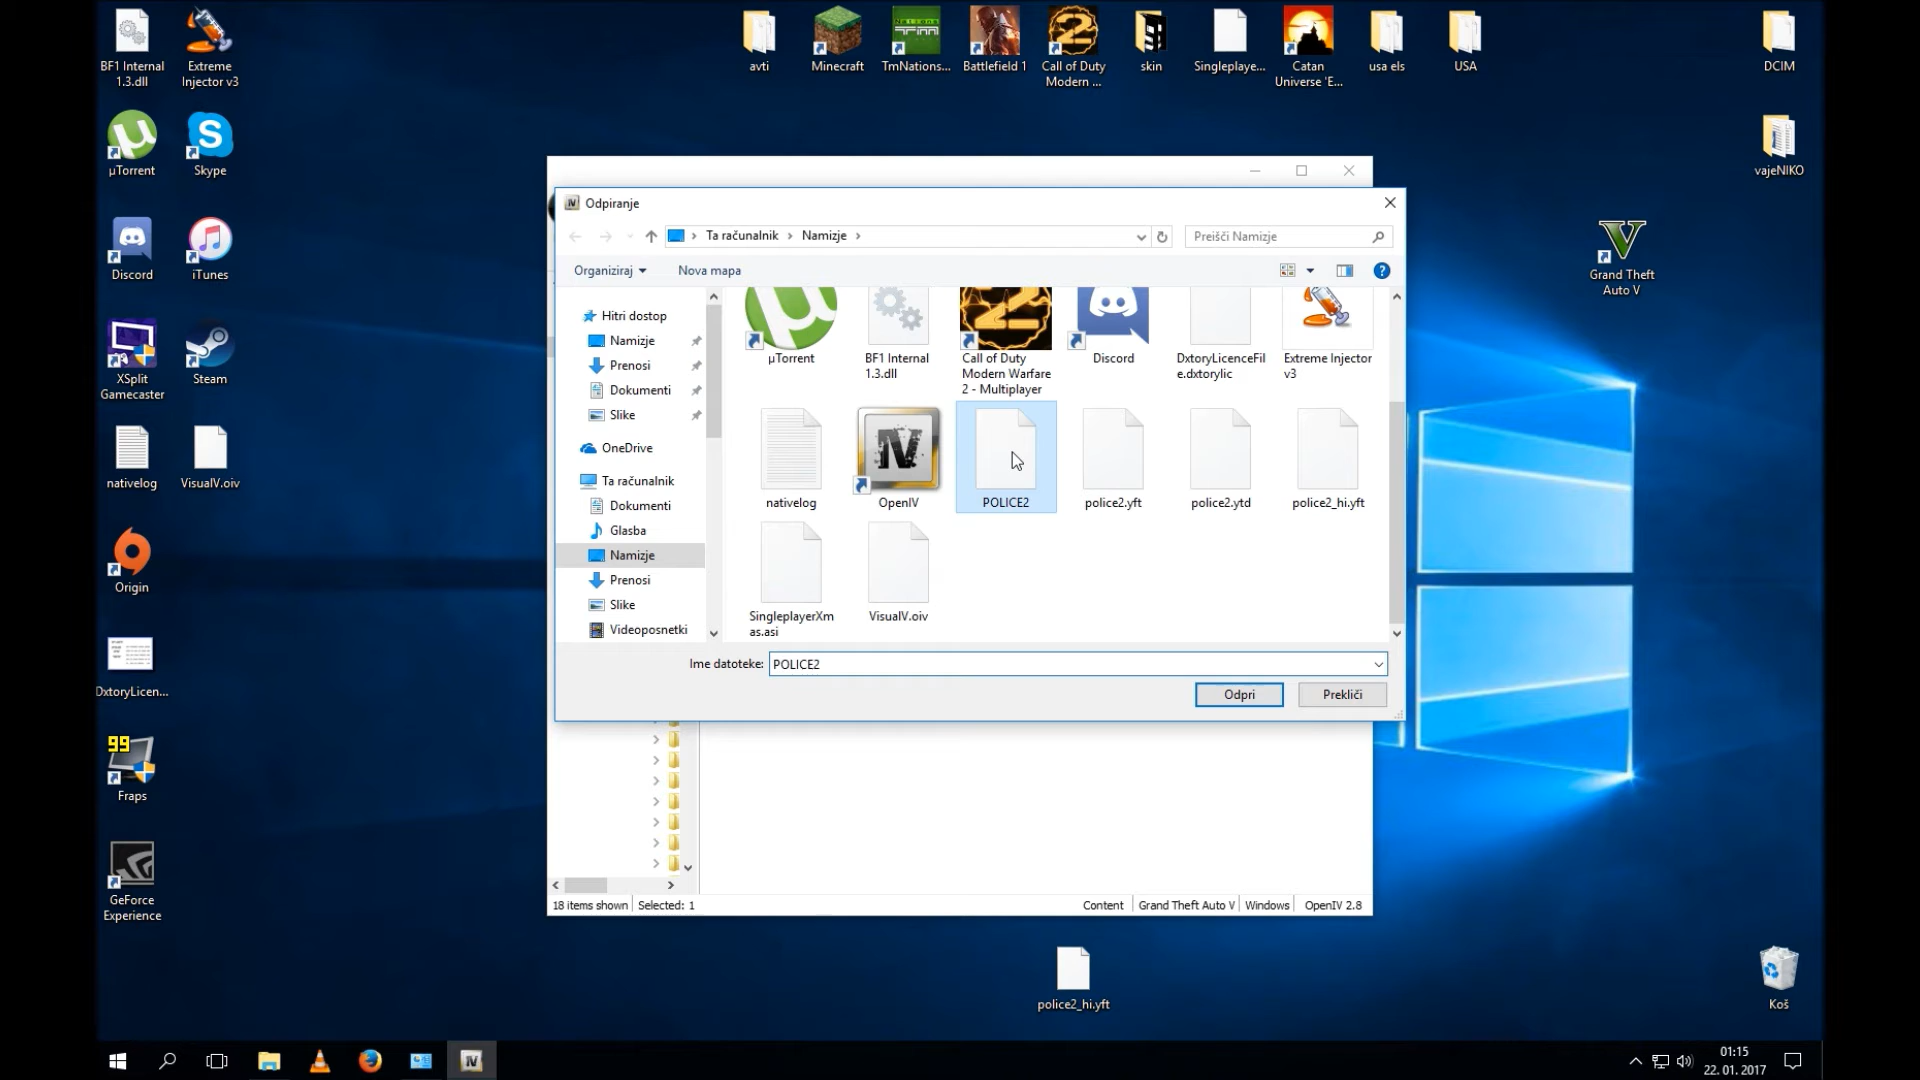 BF1 Internal
1.3.dll
Extreme
Injector v3
avti
Minecraft
TmNations...
Battlefield 1
Call of Duty
Modern ...
skin
Singleplaye...
Catan
Universe 'E...
usa els
USA
DCIM
µTorrent
Skype
vajeNIKO
Discord
iTunes
Grand Theft
Auto V
XSplit
Gamecaster
Steam
nativelog
VisualV.oiv
Origin
DxtoryLicen...
99
Fraps
GeForce
Experience
Odpiranje
Ta računalnik
Namizje
Preišči Namizje
Organiziraj
Nova mapa
Hitri dostop
Namizje
Prenosi
Dokumenti
Slike
OneDrive
Ta računalnik
Dokumenti
Glasba
Namizje
Prenosi
Slike
Videoposnetki
µTorrent
BF1 Internal
1.3.dll
Call of Duty
Modern Warfare
2 - Multiplayer
Discord
DxtoryLicenceFil
e.dxtorylic
Extreme Injector
v3
nativelog
IV
OpenIV
POLICE2
police2.yft
police2.ytd
police2_hi.yft
SingleplayerXm
as.asi
VisualV.oiv
Ime datoteke:
POLICE2
Odpri
Prekliči
18 items shown
Selected: 1
Content
Grand Theft Auto V
Windows
OpenIV 2.8
police2_hi.yft
Koš
01:15
22. 01. 2017